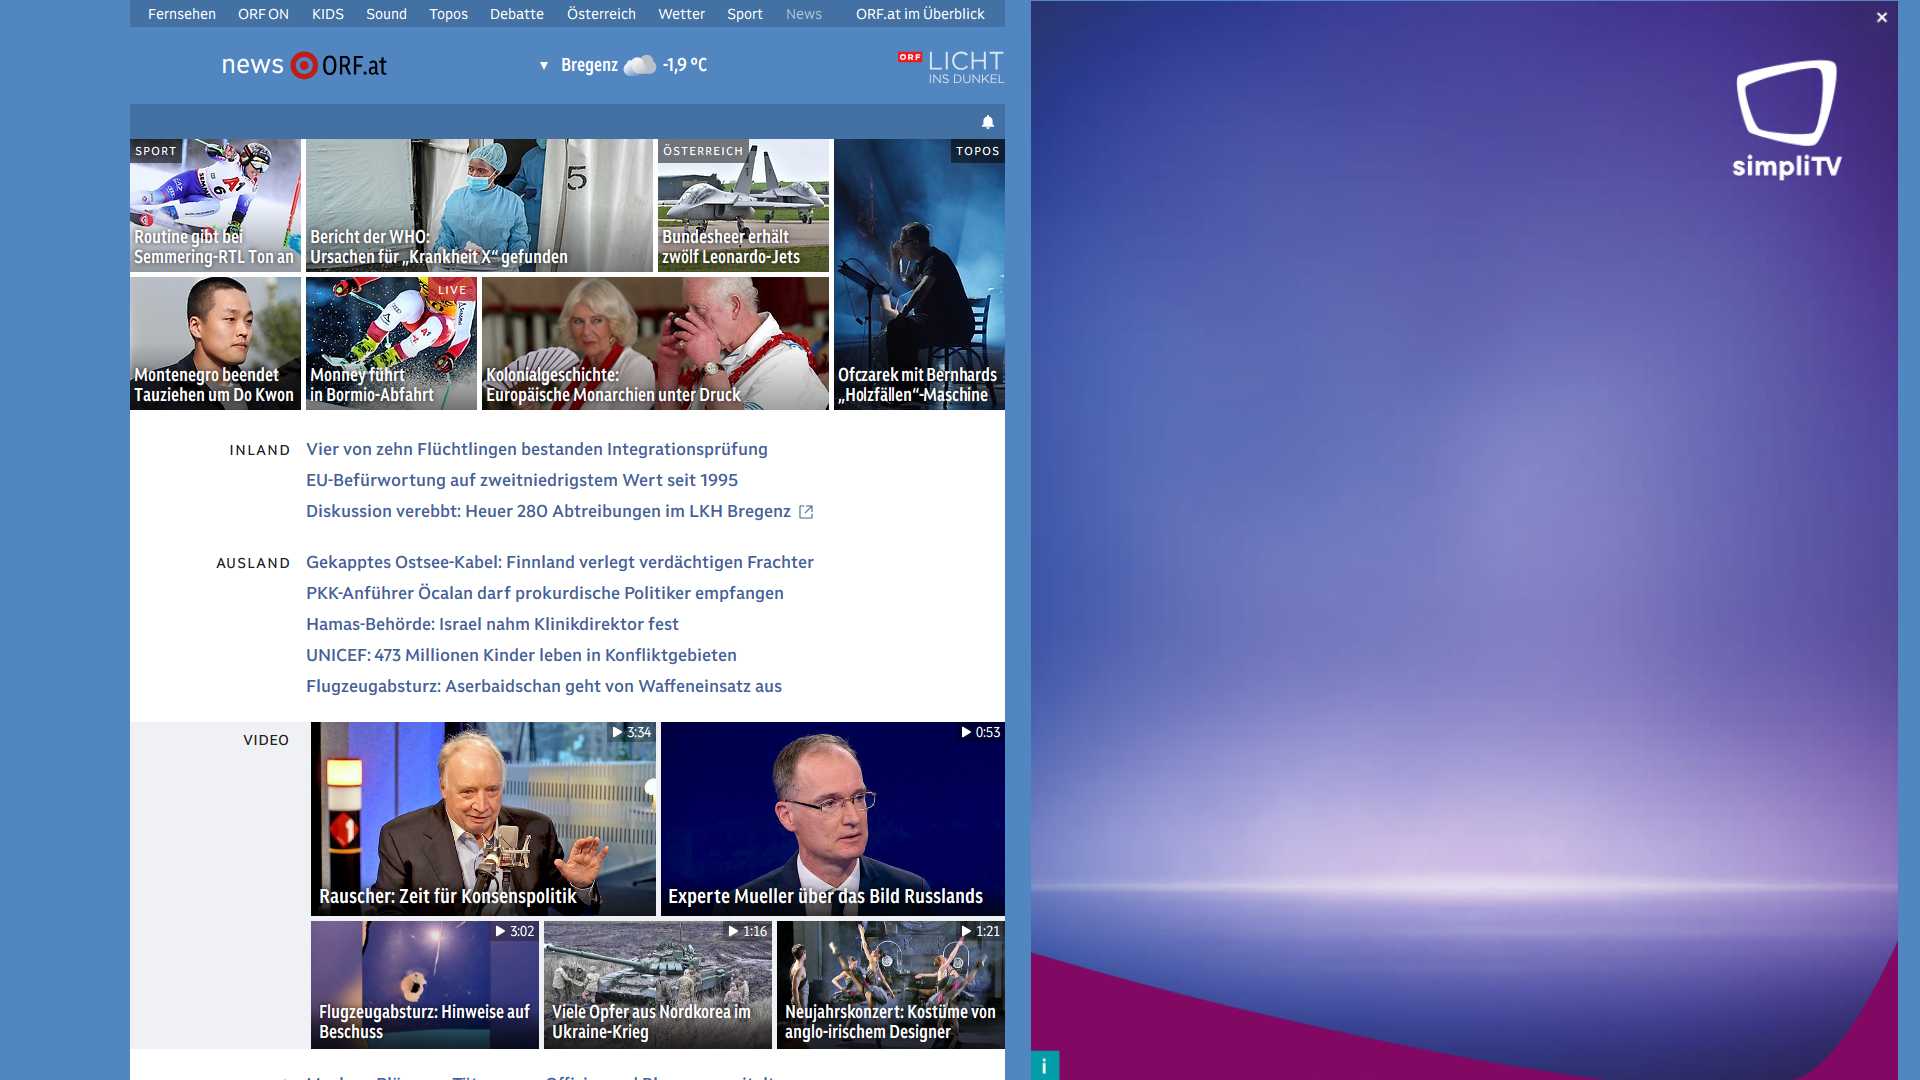 Fernsehen ORF ON KIDS Sound Topos Debatte Österreich Wetter Sport News ORF.at im Überblick
news ORF.at
Bregenz -1,9 °C
ORF LICHT
INS DUNKEL
SPORT
Routine gibt bei
Semmering-RTL Ton an
5
Bericht der WHO:
Ursachen für „Krankheit X“ gefunden
ÖSTERREICH
Bundesheer erhält
zwölf Leonardo-Jets
TOPOS
Ofczarek mit Bernhards
„Holzfällen“-Maschine
Montenegro beendet
Tauziehen um Do Kwon
LIVE
Monney führt
in Bormio-Abfahrt
Kolonialgeschichte:
Europäische Monarchien unter Druck
INLAND
Vier von zehn Flüchtlingen bestanden Integrationsprüfung
EU-Befürwortung auf zweitniedrigstem Wert seit 1995
Diskussion verebbt: Heuer 280 Abtreibungen im LKH Bregenz
AUSLAND
Gekapptes Ostsee-Kabel: Finnland verlegt verdächtigen Frachter
PKK-Anführer Öcalan darf prokurdische Politiker empfangen
Hamas-Behörde: Israel nahm Klinikdirektor fest
UNICEF: 473 Millionen Kinder leben in Konfliktgebieten
Flugzeugabsturz: Aserbaidschan geht von Waffeneinsatz aus
VIDEO
3:34
Rauscher: Zeit für Konsenspolitik
0:53
Experte Mueller über das Bild Russlands
3:02
Flugzeugabsturz: Hinweise auf
Beschuss
1:16
Viele Opfer aus Nordkorea im
Ukraine-Krieg
1:21
Neujahrskonzert: Kostüme von
anglo-irischem Designer
simpliTV
i